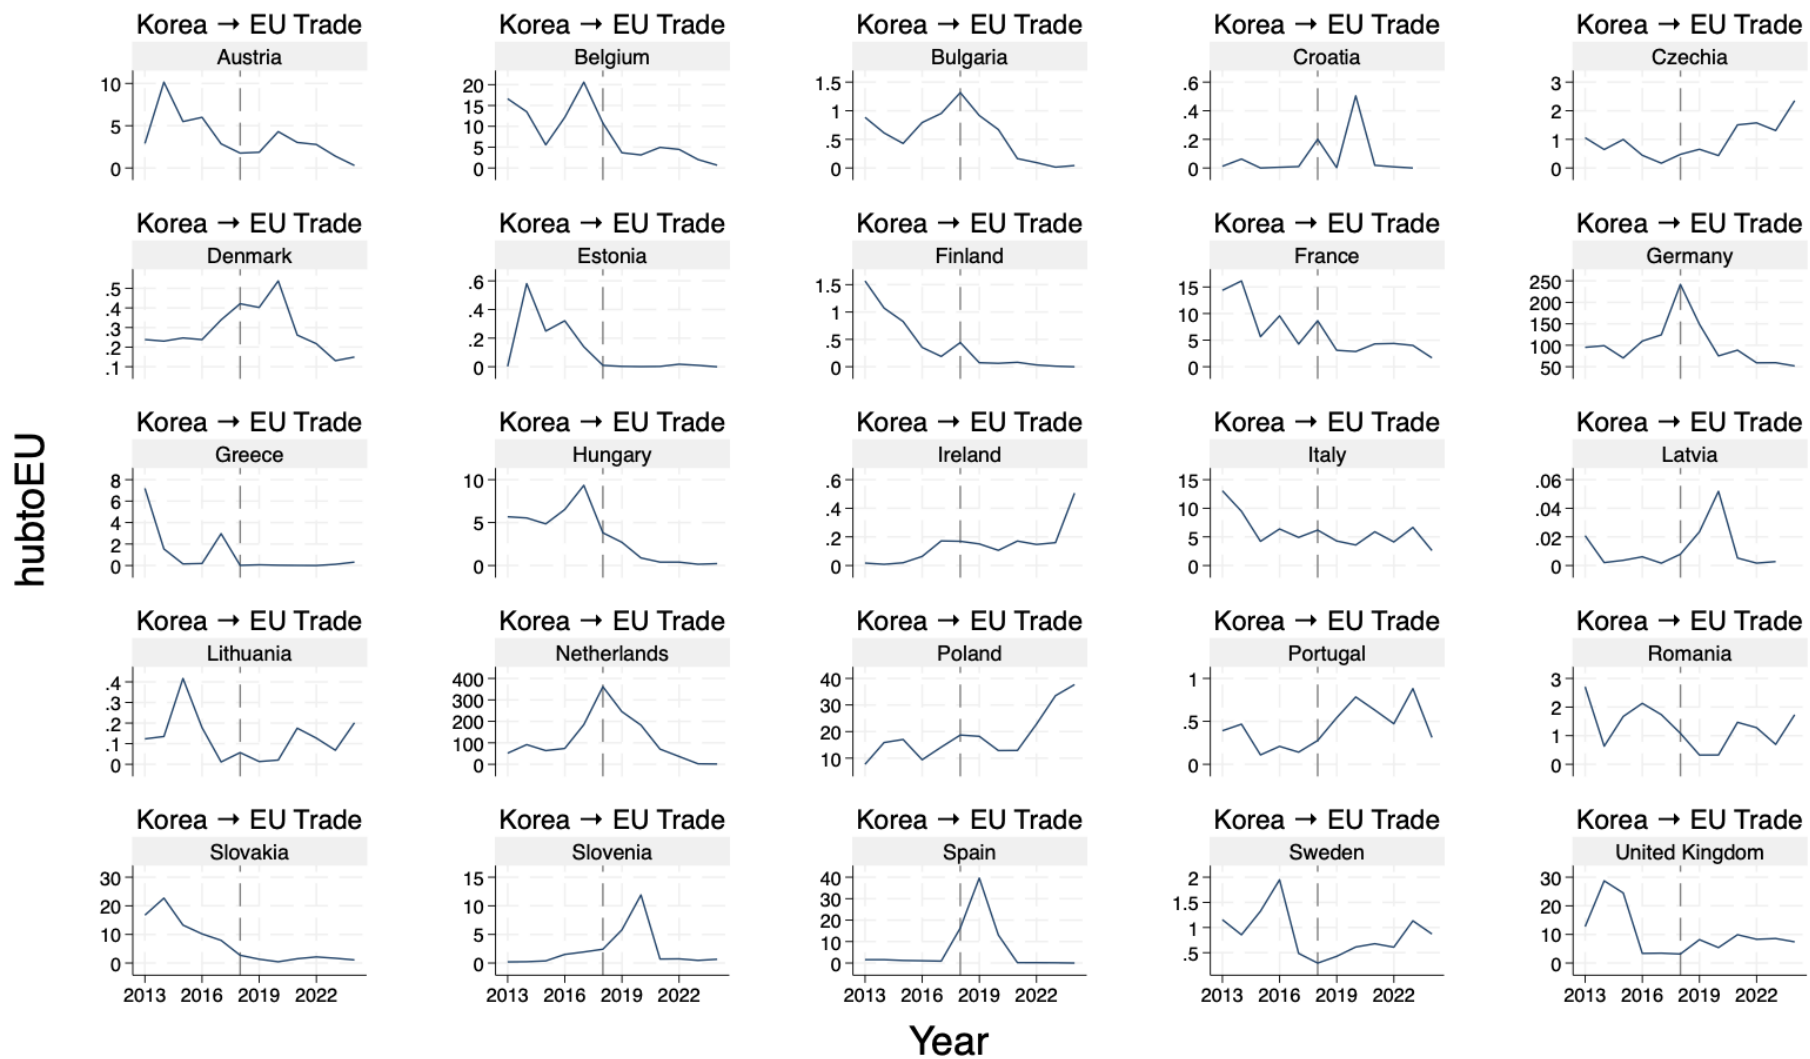 hubtoEU
Korea → EU Trade
Austria
10
5
0
Korea → EU Trade
Belgium
20
15
10
5
0
Korea → EU Trade
Bulgaria
1.5
1
.5
0
Korea → EU Trade
Croatia
.6
.4
.2
0
Korea → EU Trade
Czechia
3
2
1
0
Korea → EU Trade
Denmark
.5
.4
.3
.2
.1
Korea → EU Trade
Estonia
.6
.4
.2
0
Korea → EU Trade
Finland
1.5
1
.5
0
Korea → EU Trade
France
15
10
5
0
Korea → EU Trade
Germany
250
200
150
100
50
Korea → EU Trade
Greece
8
6
4
2
0
Korea → EU Trade
Hungary
10
5
0
Korea → EU Trade
Ireland
.6
.4
.2
0
Korea → EU Trade
Italy
15
10
5
0
Korea → EU Trade
Latvia
.06
.04
.02
0
Korea → EU Trade
Lithuania
.4
.3
.2
.1
0
Korea → EU Trade
Netherlands
400
300
200
100
0
Korea → EU Trade
Poland
40
30
20
10
Korea → EU Trade
Portugal
1
.5
0
Korea → EU Trade
Romania
3
2
1
0
Korea → EU Trade
Slovakia
30
20
10
0
2013 2016 2019 2022
Korea → EU Trade
Slovenia
15
10
5
0
2013 2016 2019 2022
Korea → EU Trade
Spain
40
30
20
10
0
2013 2016 2019 2022
Korea → EU Trade
Sweden
2
1.5
1
.5
2013 2016 2019 2022
Korea → EU Trade
United Kingdom
30
20
10
0
2013 2016 2019 2022
Year